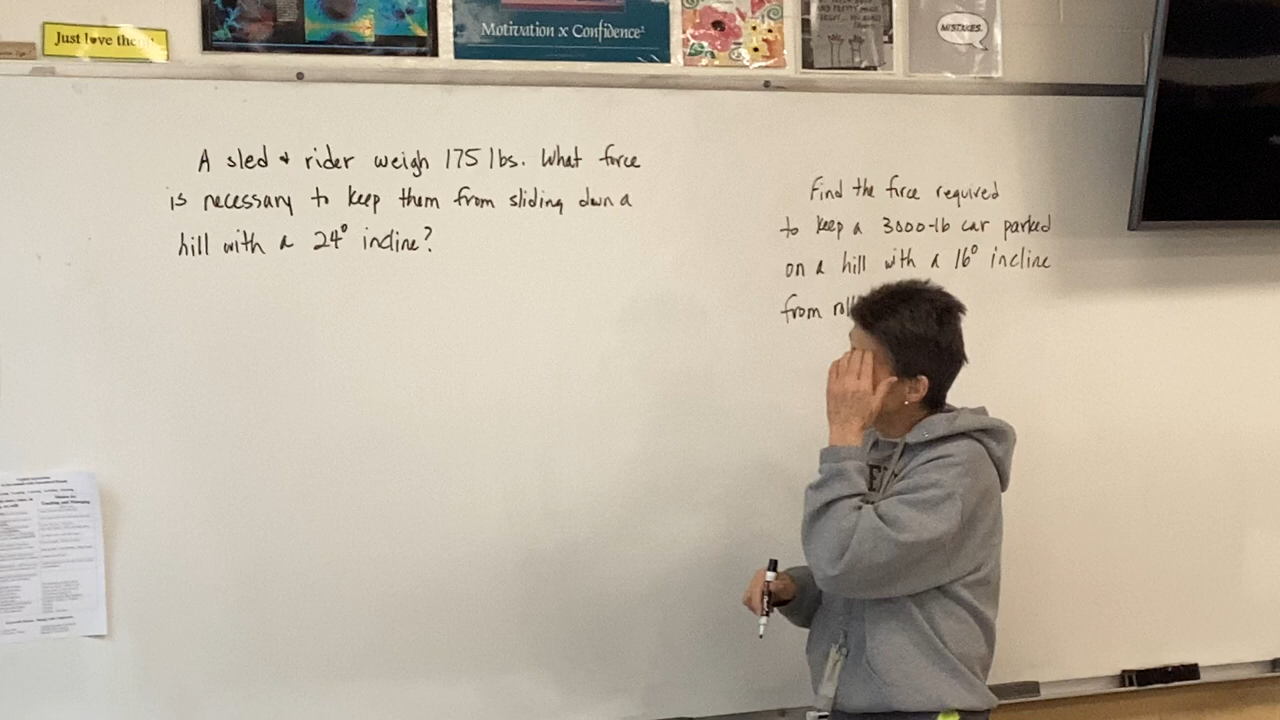 Just love them!
Motivation x Confidence²
MISTAKES.
A sled & rider weigh 175 lbs. What force
is necessary to keep them from sliding down a
hill with a 24° incline?
Find the force required
to keep a 3000-lb car parked
on a hill with a 16° incline
from roll